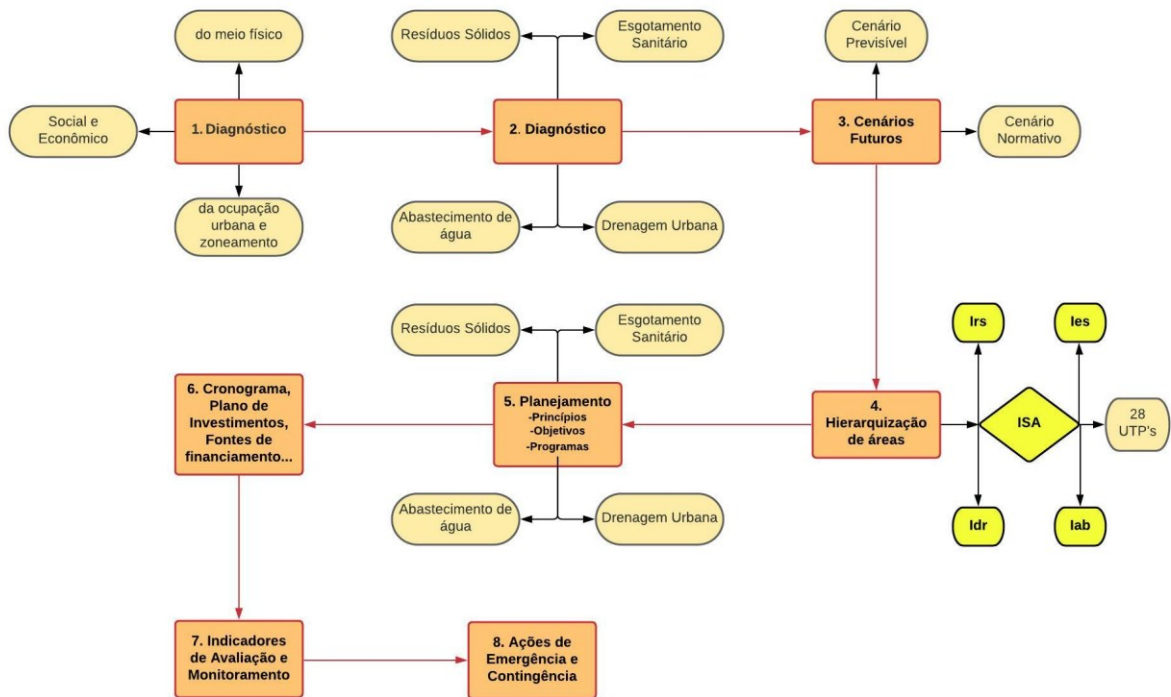 do meio físico
Resíduos Sólidos
Esgotamento
Sanitário
Cenário
Previsível
Social e
Econômico
1. Diagnóstico
2. Diagnóstico
3. Cenários
Futuros
Cenário
Normativo
da ocupação
urbana e
zoneamento
Abastecimento de
água
Drenagem Urbana
Resíduos Sólidos
Esgotamento
Sanitário
Irs
Ies
6. Cronograma,
Plano de
Investimentos,
Fontes de
financiamento...
5. Planejamento
-Princípios
-Objetivos
-Programas
4.
Hierarquização
de áreas
ISA
28
UTP's
Abastecimento de
água
Drenagem Urbana
Idr
Iab
7. Indicadores
de Avaliação e
Monitoramento
8. Ações de
Emergência e
Contingência